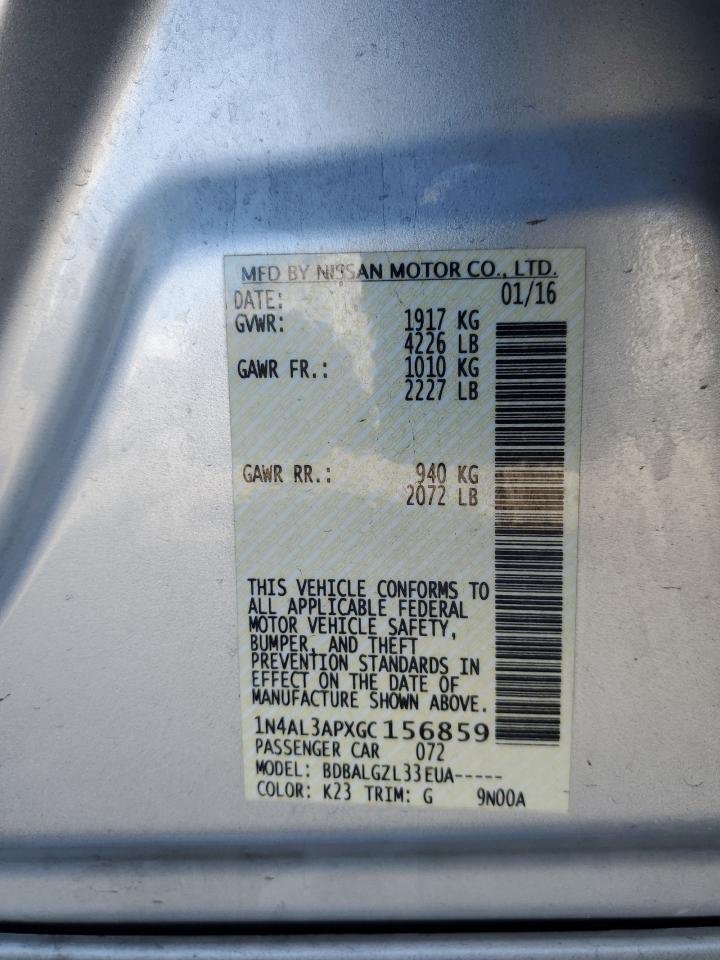 MFD BY NISSAN MOTOR CO., LTD.
DATE: 01/16
GVWR: 1917 KG
4226 LB
GAWR FR.: 1010 KG
2227 LB
GAWR RR.: 940 KG
2072 LB
THIS VEHICLE CONFORMS TO
ALL APPLICABLE FEDERAL
MOTOR VEHICLE SAFETY,
BUMPER, AND THEFT
PREVENTION STANDARDS IN
EFFECT ON THE DATE OF
MANUFACTURE SHOWN ABOVE.
1N4AL3APXGC156859
PASSENGER CAR 072
MODEL: BDBALGZL33EUA-----
COLOR: K23 TRIM: G 9N00A